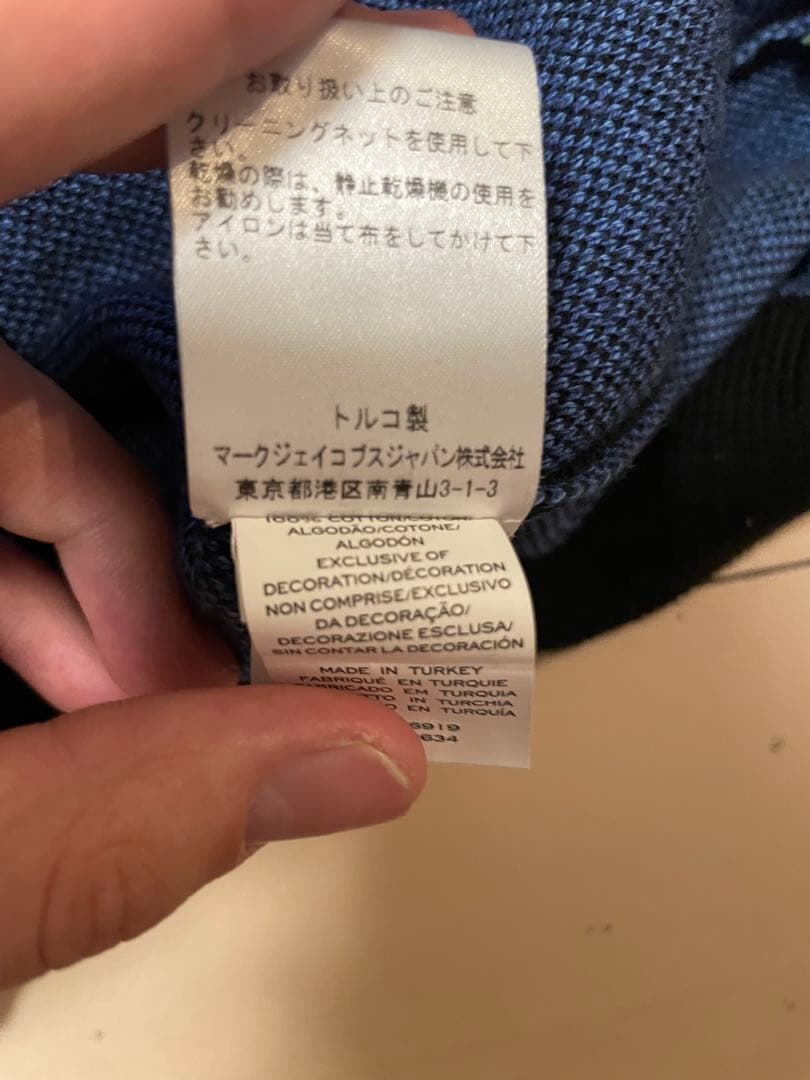 お取り扱い上のご注意
クリーニングネットを使用して下
さい。
乾燥の際は、静止乾燥機の使用を
お勧めします。
アイロンは当て布をしてかけて下
さい。
トルコ製
マークジェイコブスジャパン株式会社
東京都港区南青山3-1-3
100% COTTON/COTON/
ALGODÃO/COTONE/
ALGODÓN
EXCLUSIVE OF
DECORATION/DÉCORATION
NON COMPRISE/EXCLUSIVO
DA DECORAÇÃO/
DECORAZIONE ESCLUSA/
SIN CONTAR LA DECORACIÓN
MADE IN TURKEY
FABRIQUÉ EN TURQUIE
EM TURQUIA
IN TURCHIA
EN TURQUÍA